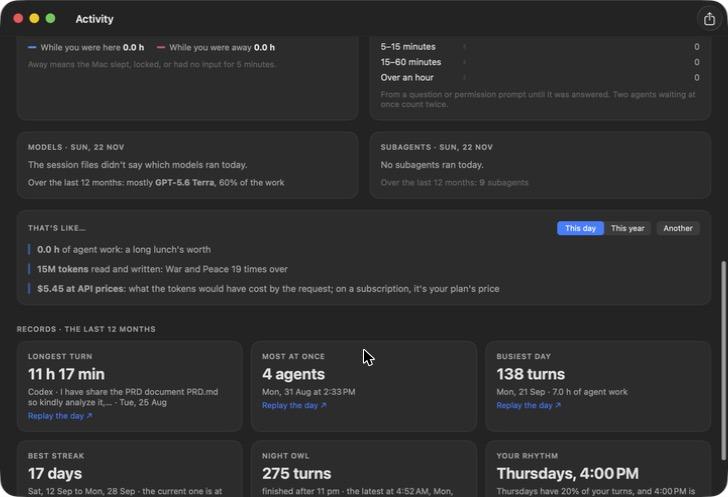 Activity
While you were here 0.0 h While you were away 0.0 h
Away means the Mac slept, locked, or had no input for 5 minutes.
5–15 minutes 0
15–60 minutes 0
Over an hour 0
From a question or permission prompt until it was answered. Two agents waiting at
once count twice.
MODELS · SUN, 22 NOV
The session files didn't say which models ran today.
Over the last 12 months: mostly GPT-5.6 Terra, 60% of the work
SUBAGENTS · SUN, 22 NOV
No subagents ran today.
Over the last 12 months: 9 subagents
THAT'S LIKE…
This day This year Another
0.0 h of agent work: a long lunch's worth
15M tokens read and written: War and Peace 19 times over
$5.45 at API prices: what the tokens would have cost by the request; on a subscription, it's your plan's price
RECORDS · THE LAST 12 MONTHS
LONGEST TURN
11 h 17 min
Codex · I have share the PRD document PRD.md
so kindly analyze it,… · Tue, 25 Aug
Replay the day ↗
MOST AT ONCE
4 agents
Mon, 31 Aug at 2:33 PM
Replay the day ↗
BUSIEST DAY
138 turns
Mon, 21 Sep · 7.0 h of agent work
Replay the day ↗
BEST STREAK
17 days
Sat, 12 Sep to Mon, 28 Sep · the current one is at
NIGHT OWL
275 turns
finished after 11 pm · the latest at 4:52 AM, Mon,
YOUR RHYTHM
Thursdays, 4:00 PM
Thursdays have 20% of your turns, and 4:00 PM is